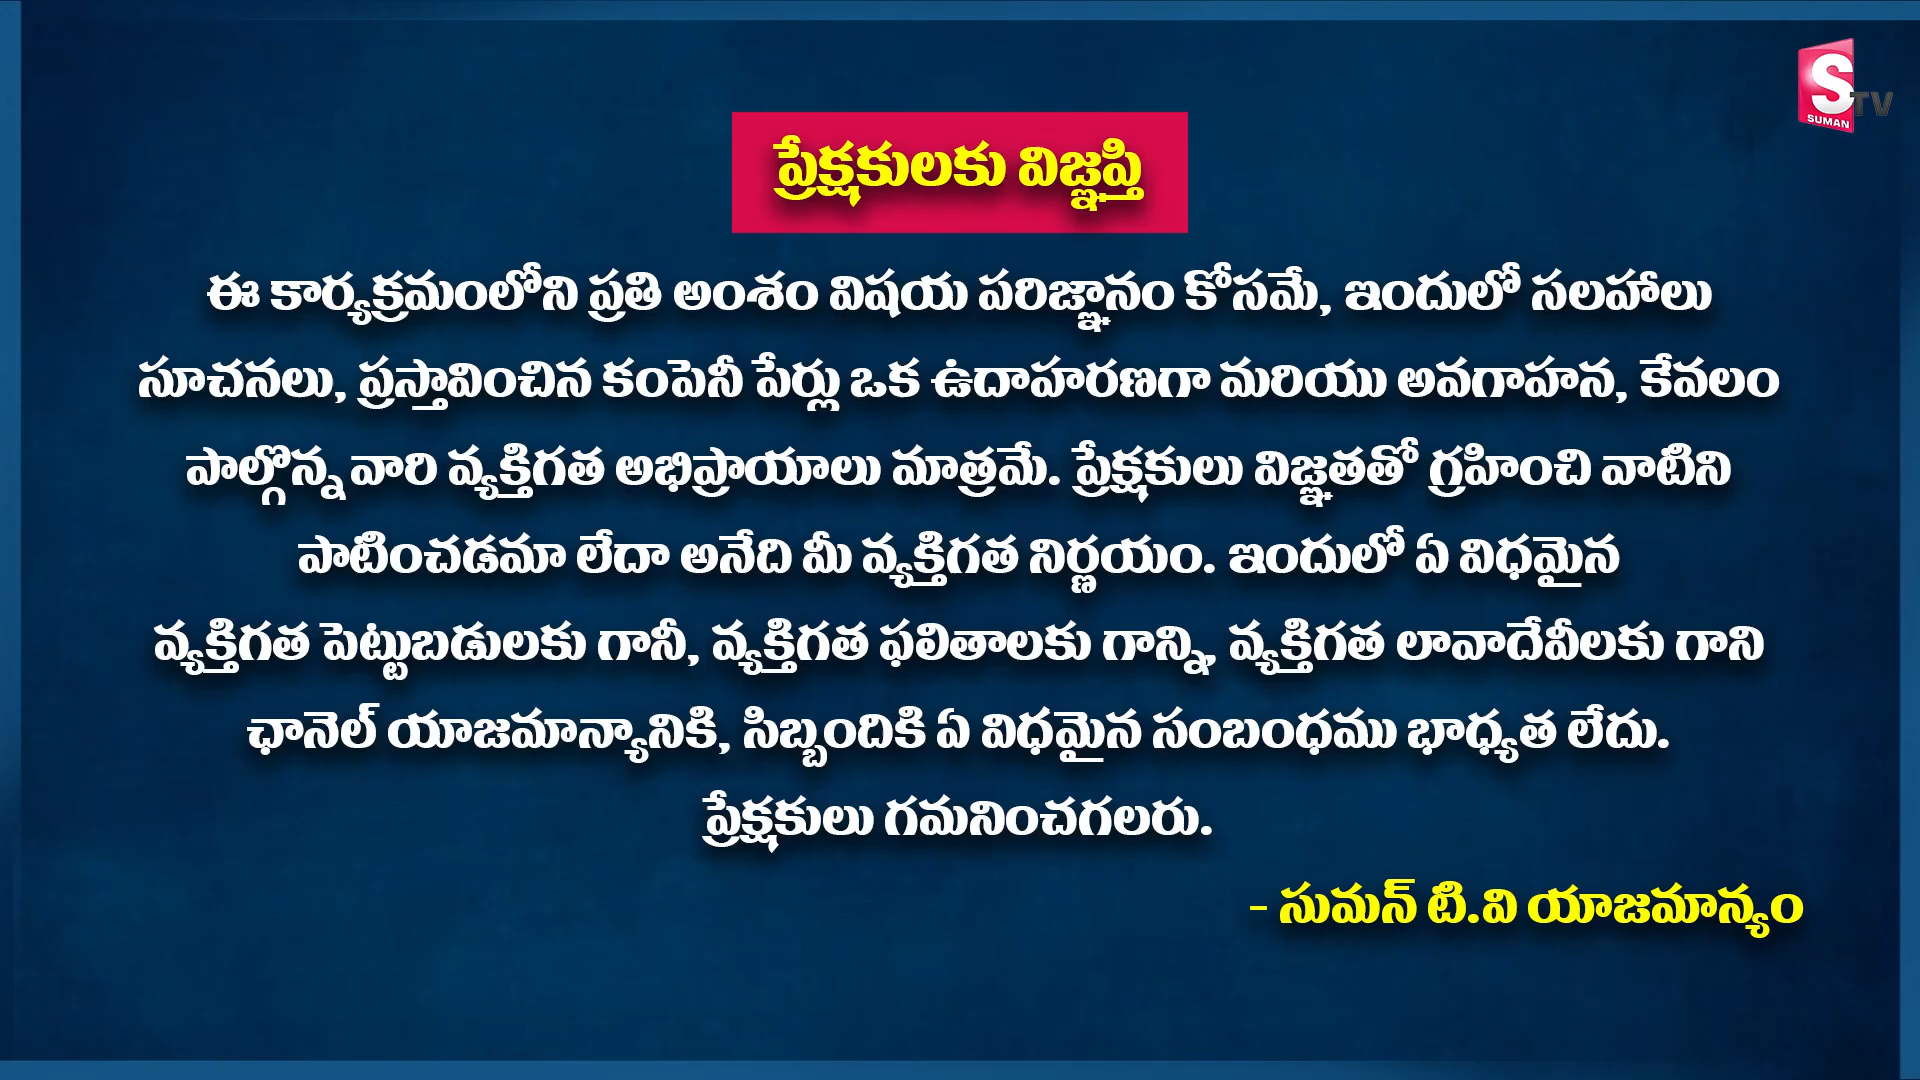 S TV
SUMAN
ప్రేక్షకులకు విజ్ఞప్తి
ఈ కార్యక్రమంలోని ప్రతి అంశం విషయ పరిజ్ఞానం కోసమే, ఇందులో సలహాలు
సూచనలు, ప్రస్తావించిన కంపెనీ పేర్లు ఒక ఉదాహరణగా మరియు అవగాహన, కేవలం
పాల్గొన్న వారి వ్యక్తిగత అభిప్రాయాలు మాత్రమే. ప్రేక్షకులు విజ్ఞతతో గ్రహించి వాటిని
పాటించడమా లేదా అనేది మీ వ్యక్తిగత నిర్ణయం. ఇందులో ఏ విధమైన
వ్యక్తిగత పెట్టుబడులకు గానీ, వ్యక్తిగత ఫలితాలకు గాన్ని, వ్యక్తిగత లావాదేవీలకు గాని
ఛానెల్ యాజమాన్యానికి, సిబ్బందికి ఏ విధమైన సంబంధము భాధ్యత లేదు.
ప్రేక్షకులు గమనించగలరు.
- సుమన్ టి.వి యాజమాన్యం